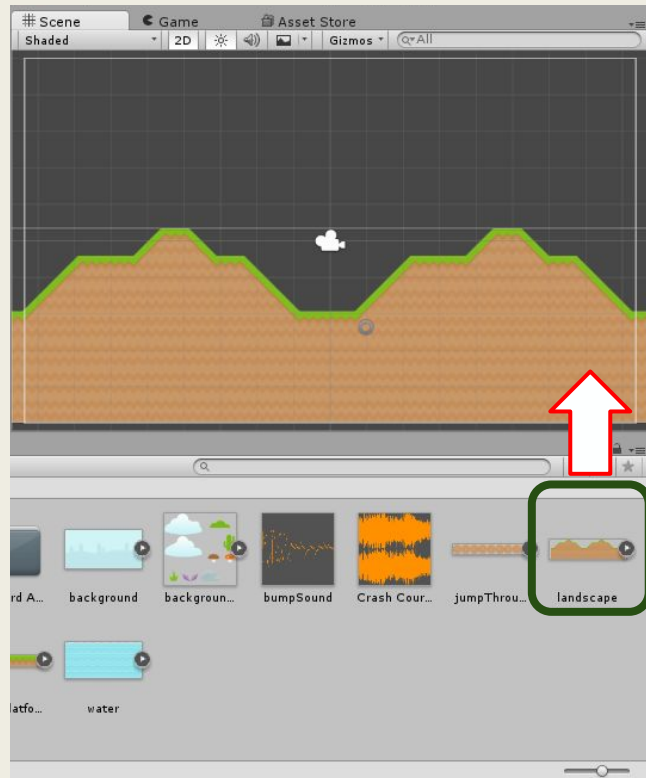 Scene Game Asset Store
Shaded 2D Gizmos All
rd A... background backgroun... bumpSound Crash Cour... jumpThrou... landscape
latfo... water